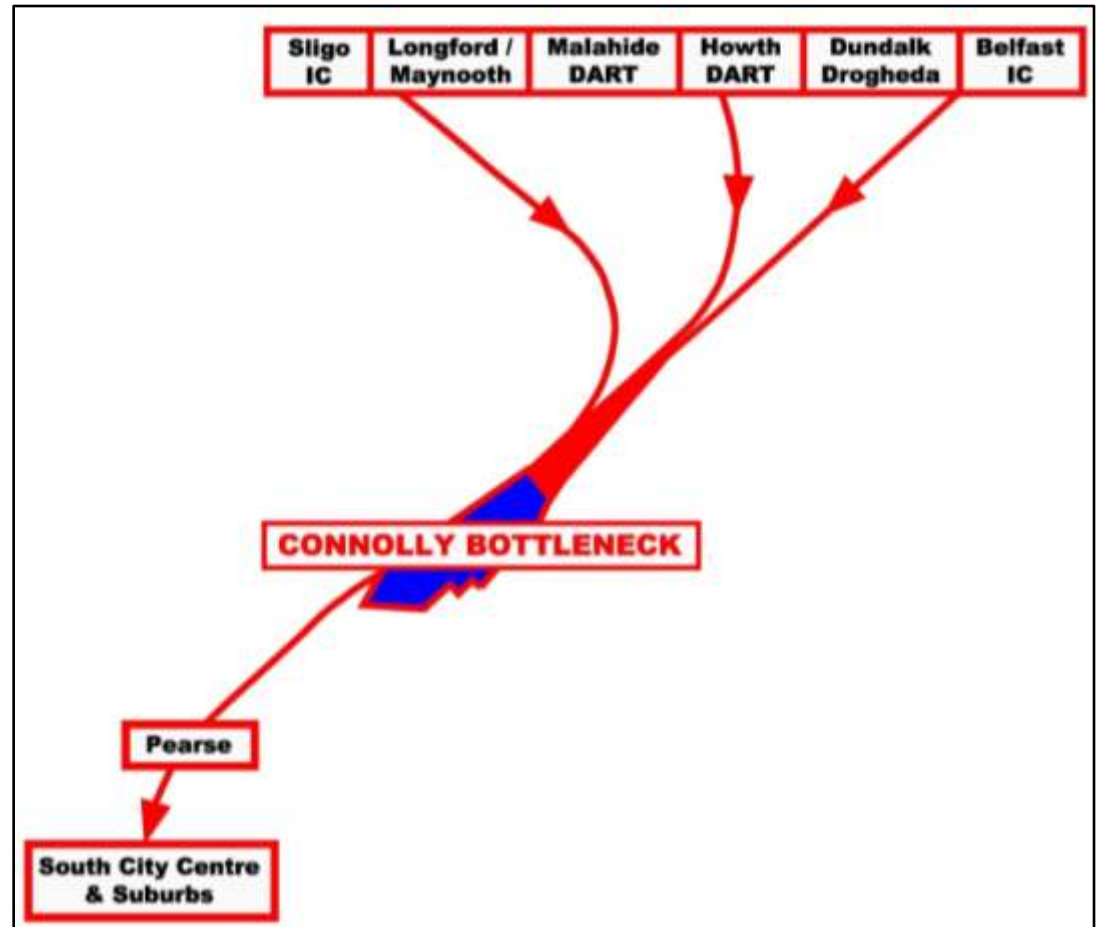 Sligo
IC
Longford /
Maynooth
Malahide
DART
Howth
DART
Dundalk
Drogheda
Belfast
IC
CONNOLLY BOTTLENECK
Pearse
South City Centre
& Suburbs